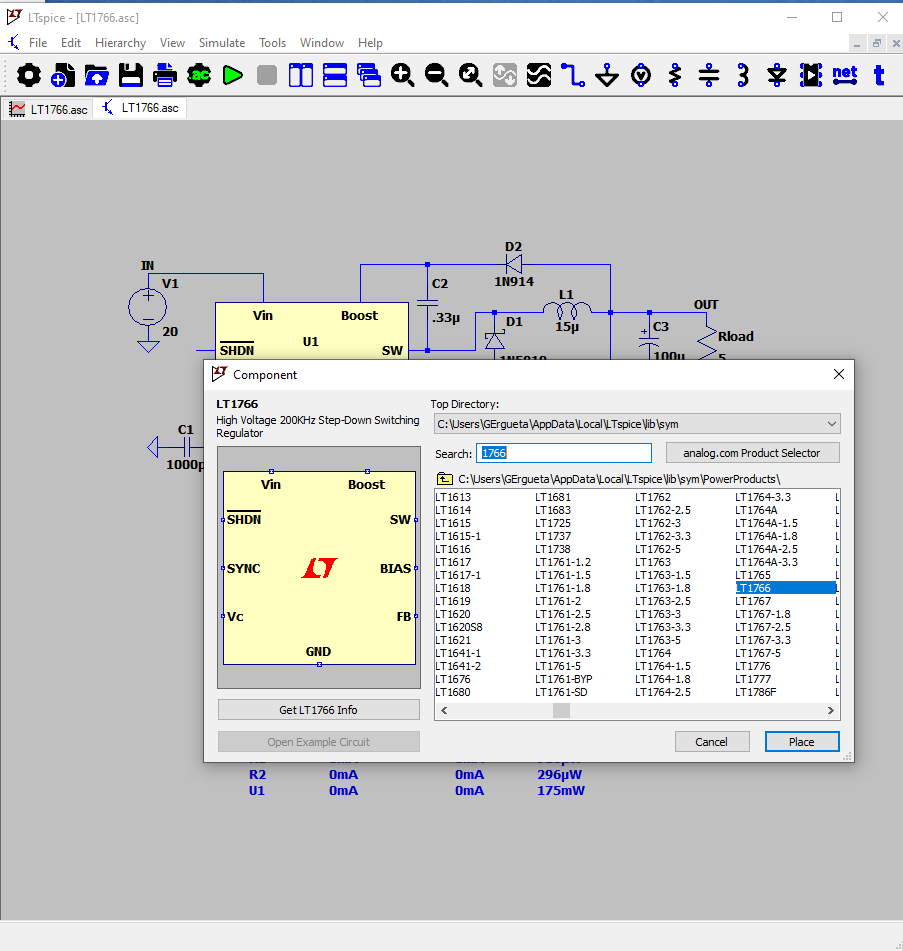 LTspice - [LT1766.asc]
File Edit Hierarchy View Simulate Tools Window Help
ac net t
LT1766.asc LT1766.asc
IN
V1
20
D2
1N914
C2
.33µ
L1
15µ
D1
OUT
C3
100µ
Rload
5
Vin Boost
SHDN U1 SW
C1
1000p
Component
LT1766
High Voltage 200KHz Step-Down Switching
Regulator
Top Directory:
C:\Users\GErgueta\AppData\Local\LTspice\lib\sym
Search: 1766 analog.com Product Selector
C:\Users\GErgueta\AppData\Local\LTspice\lib\sym\PowerProducts\
Vin Boost
SHDN SW
SYNC BIAS
Vc FB
GND
LT1613 LT1681 LT1762 LT1764-3.3
LT1614 LT1683 LT1762-2.5 LT1764A
LT1615 LT1725 LT1762-3 LT1764A-1.5
LT1615-1 LT1737 LT1762-3.3 LT1764A-1.8
LT1616 LT1738 LT1762-5 LT1764A-2.5
LT1617 LT1761-1.2 LT1763 LT1764A-3.3
LT1617-1 LT1761-1.5 LT1763-1.5 LT1765
LT1618 LT1761-1.8 LT1763-1.8 LT1766
LT1619 LT1761-2 LT1763-2.5 LT1767
LT1620 LT1761-2.5 LT1763-3 LT1767-1.8
LT1620S8 LT1761-2.8 LT1763-3.3 LT1767-2.5
LT1621 LT1761-3 LT1763-5 LT1767-3.3
LT1641-1 LT1761-3.3 LT1764 LT1767-5
LT1641-2 LT1761-5 LT1764-1.5 LT1776
LT1676 LT1761-BYP LT1764-1.8 LT1777
LT1680 LT1761-SD LT1764-2.5 LT1786F
Get LT1766 Info
Open Example Circuit
Cancel Place
R2 0mA 0mA 296µW
U1 0mA 0mA 175mW